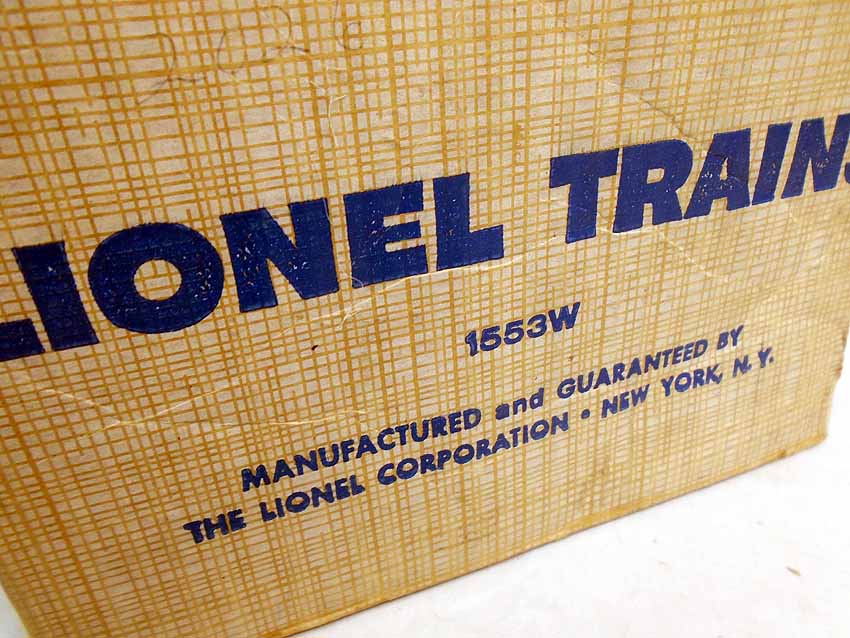 LIONEL TRAINS
1553W
MANUFACTURED and GUARANTEED BY
THE LIONEL CORPORATION • NEW YORK, N. Y.